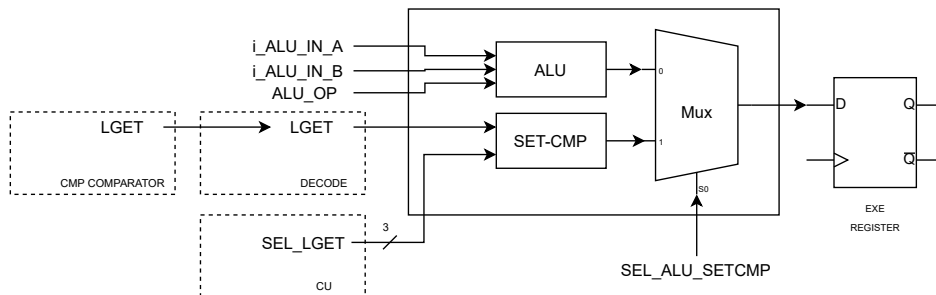 i_ALU_IN_A
i_ALU_IN_B
ALU_OP
ALU
0
Mux
D
Q
LGET
LGET
SET-CMP
1
Q
CMP COMPARATOR
DECODE
S0
SEL_LGET
3
EXE
REGISTER
SEL_ALU_SETCMP
CU